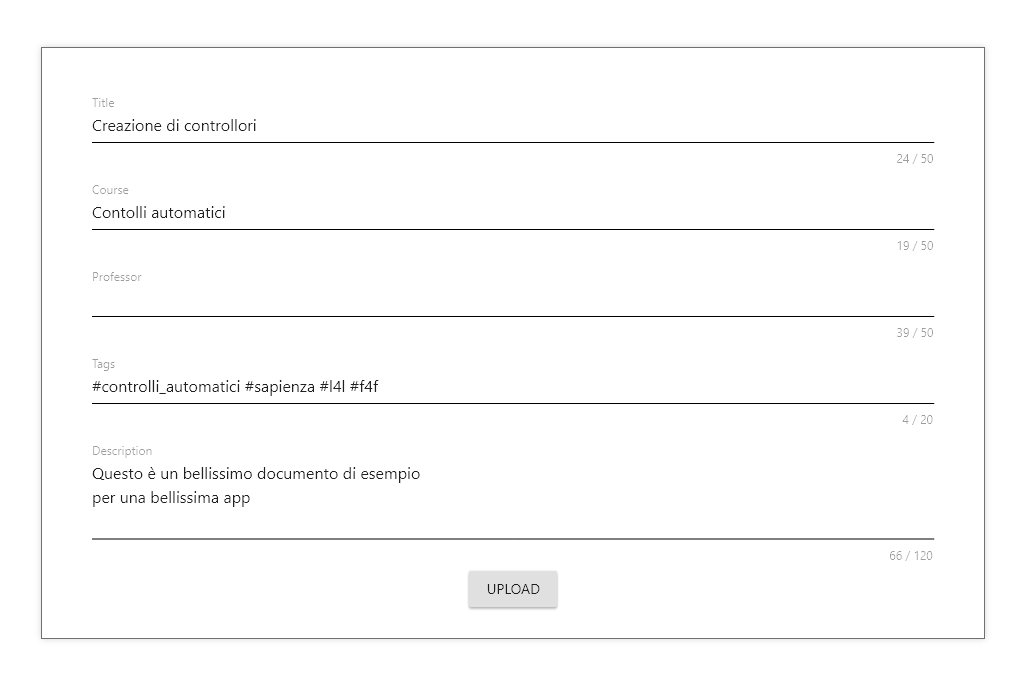 Title
Creazione di controllori
24 / 50
Course
Contolli automatici
19 / 50
Professor
39 / 50
Tags
#controlli_automatici #sapienza #l4l #f4f
4 / 20
Description
Questo è un bellissimo documento di esempio
per una bellissima app
66 / 120
UPLOAD